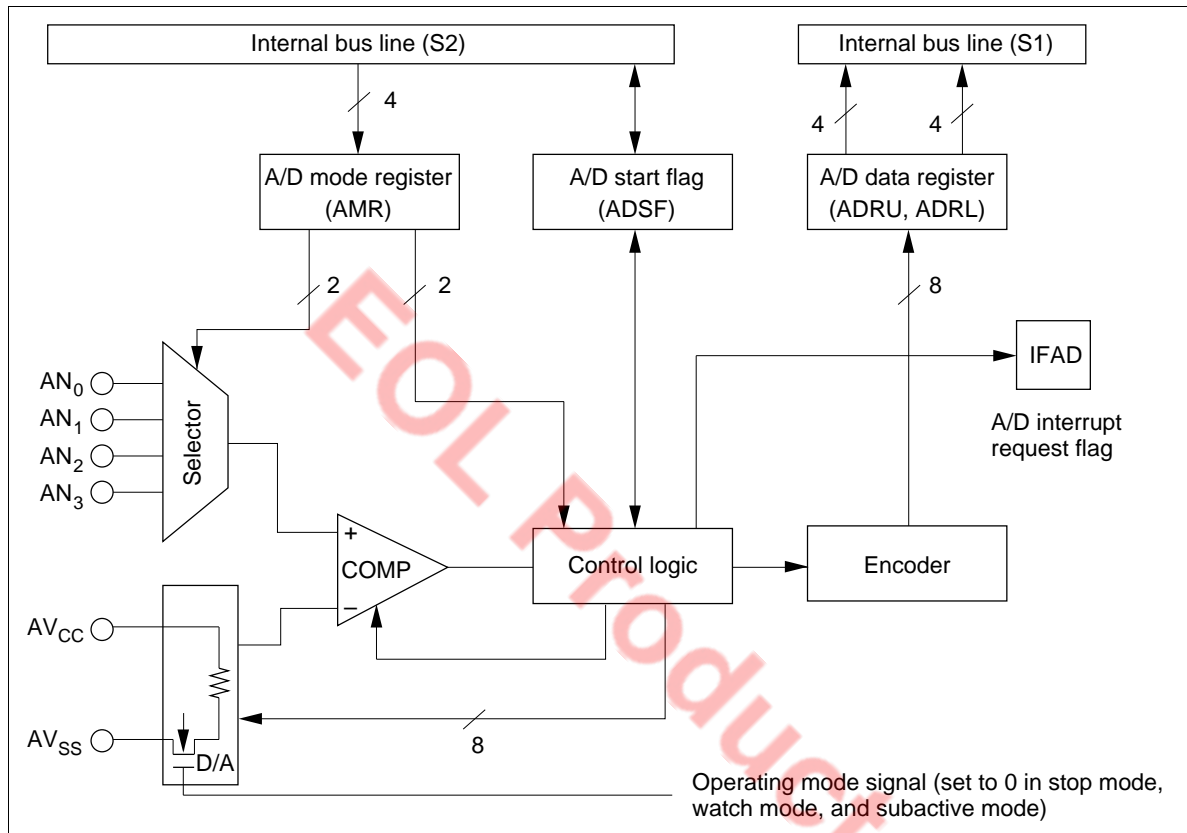 Internal bus line (S2)
Internal bus line (S1)
4
4
4
A/D mode register
(AMR)
A/D start flag
(ADSF)
A/D data register
(ADRU, ADRL)
2
2
8
IFAD
A/D interrupt
request flag
AN0
AN1
AN2
AN3
Selector
+
COMP
−
Control logic
Encoder
AVCC
AVSS
D/A
8
Operating mode signal (set to 0 in stop mode,
watch mode, and subactive mode)
EOL Product